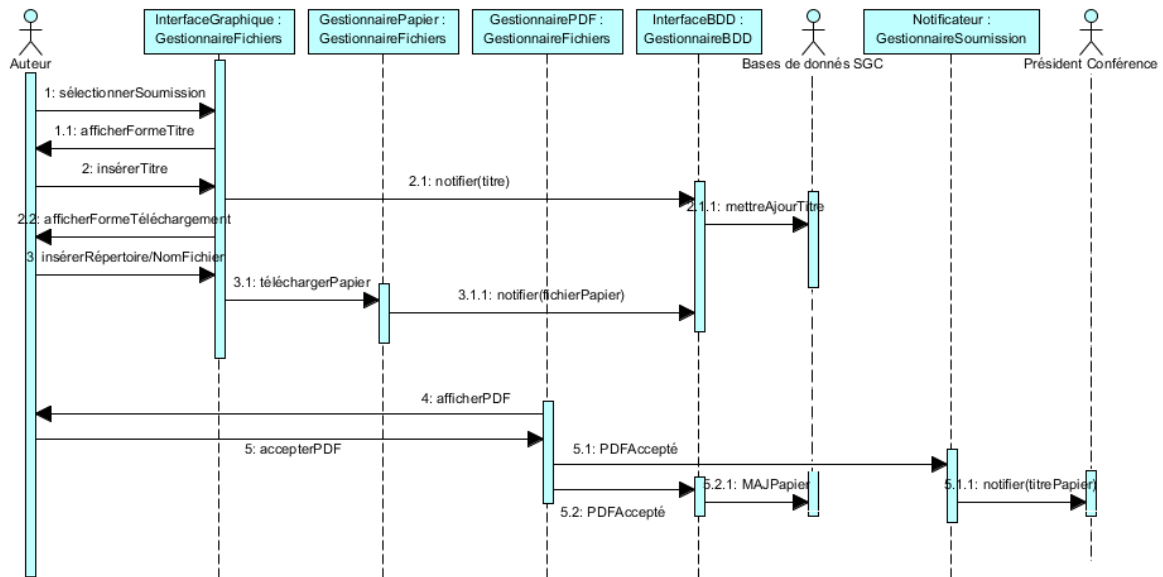 InterfaceGraphique :
GestionnaireFichiers
GestionnairePapier :
GestionnaireFichiers
GestionnairePDF :
GestionnaireFichiers
InterfaceBDD :
GestionnaireBDD
Notificateur :
GestionnaireSoumission
Auteur
Bases de donnés SGC
Président Conférence
1: sélectionnerSoumission
1.1: afficherFormeTitre
2: insérerTitre
2.1: notifier(titre)
2.1.1: mettreAjourTitre
2.2: afficherFormeTéléchargement
3: insérerRépertoire/NomFichier
3.1: téléchargerPapier
3.1.1: notifier(fichierPapier)
4: afficherPDF
5: accepterPDF
5.1: PDFAccepté
5.2.1: MAJPapier
5.1.1: notifier(titrePapier)
5.2: PDFAccepté